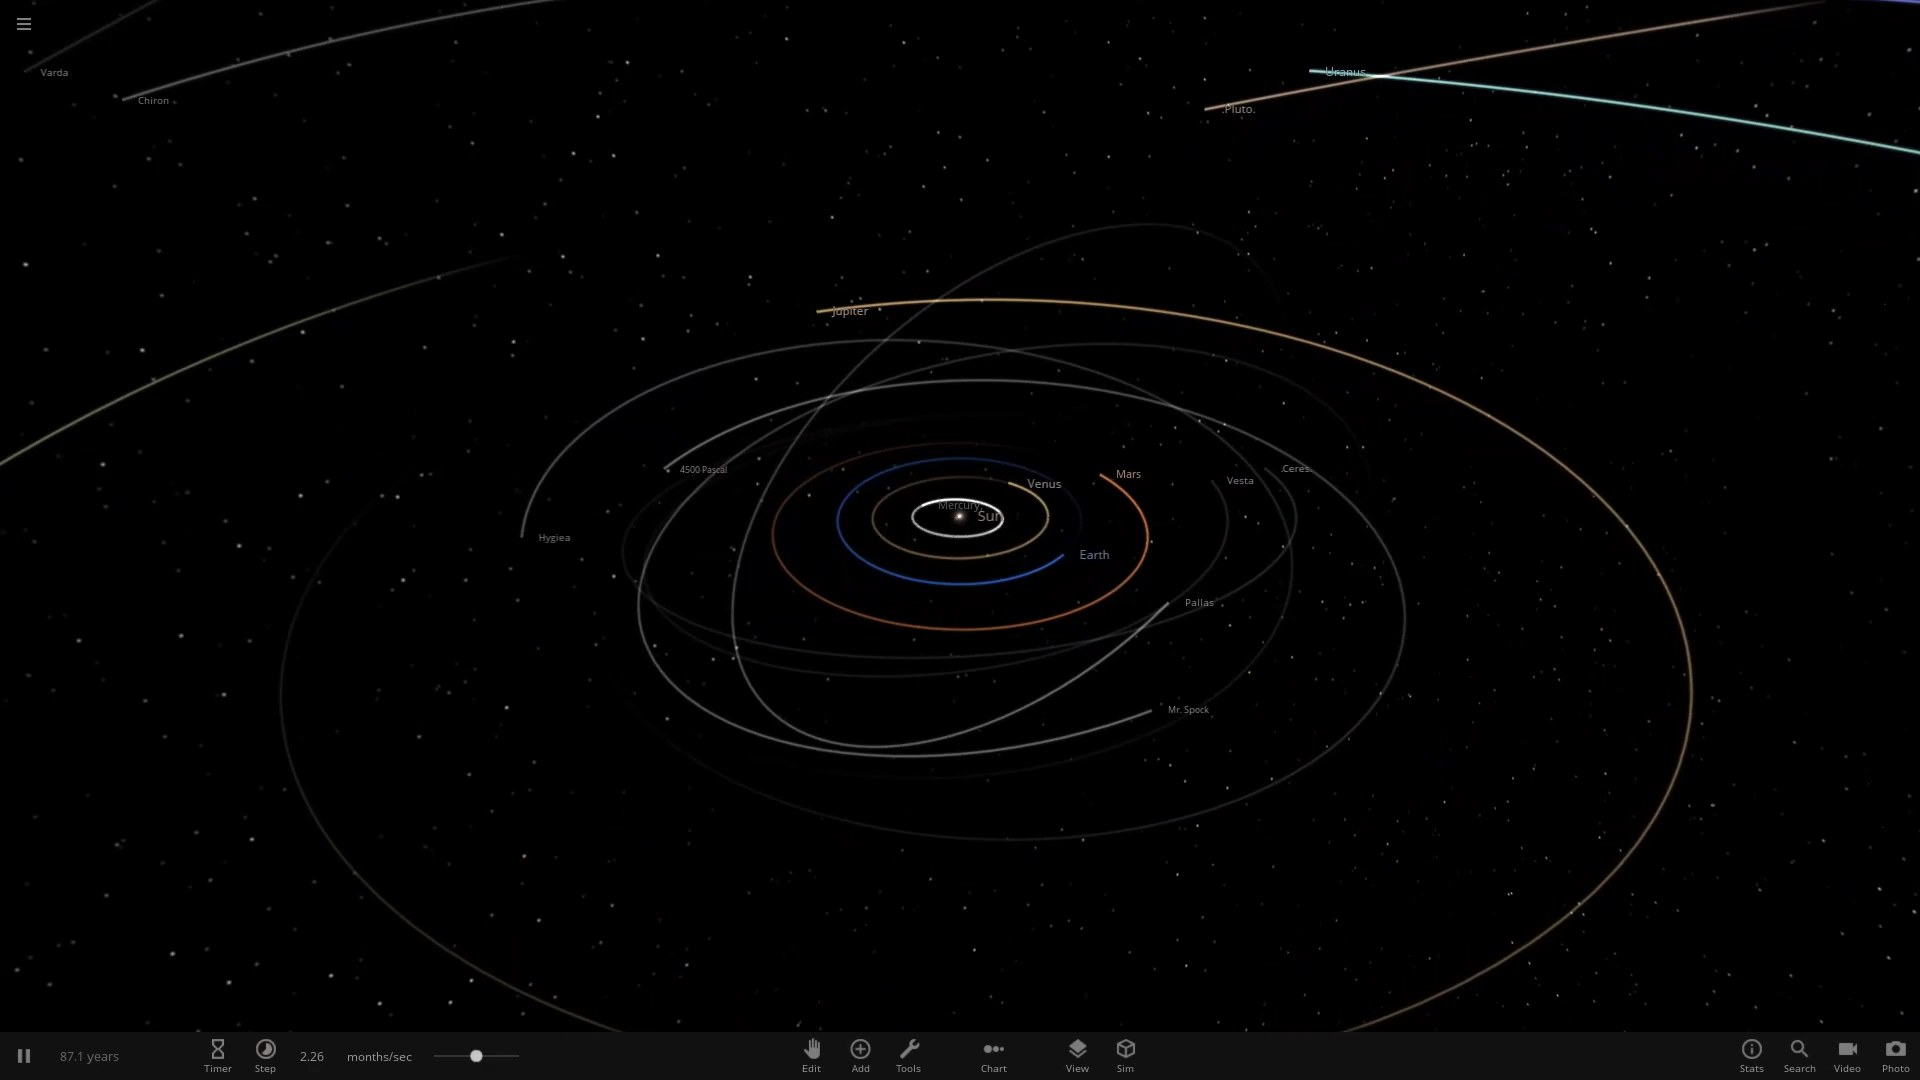 Varda
Chiron
Uranus
Pluto
Jupiter
4500 Pascal
Mars
Venus
Vesta
Ceres
Mercury
Sun
Hygiea
Earth
Pallas
Mr. Spock
87.1 years
Timer
Step
2.26
months/sec
Edit
Add
Tools
Chart
View
Sim
Stats
Search
Video
Photo